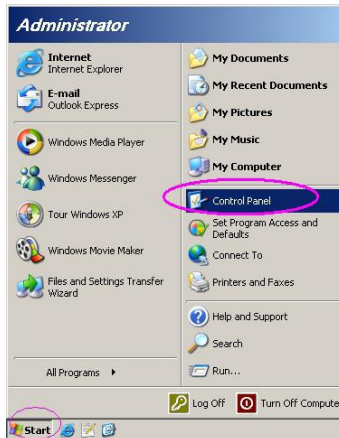 Administrator
Internet
Internet Explorer
E-mail
Outlook Express
Windows Media Player
Windows Messenger
Tour Windows XP
Windows Movie Maker
Files and Settings Transfer
Wizard
All Programs
My Documents
My Recent Documents
My Pictures
My Music
My Computer
Control Panel
Set Program Access and
Defaults
Connect To
Printers and Faxes
Help and Support
Search
Run...
Log Off
Turn Off Compute
Start